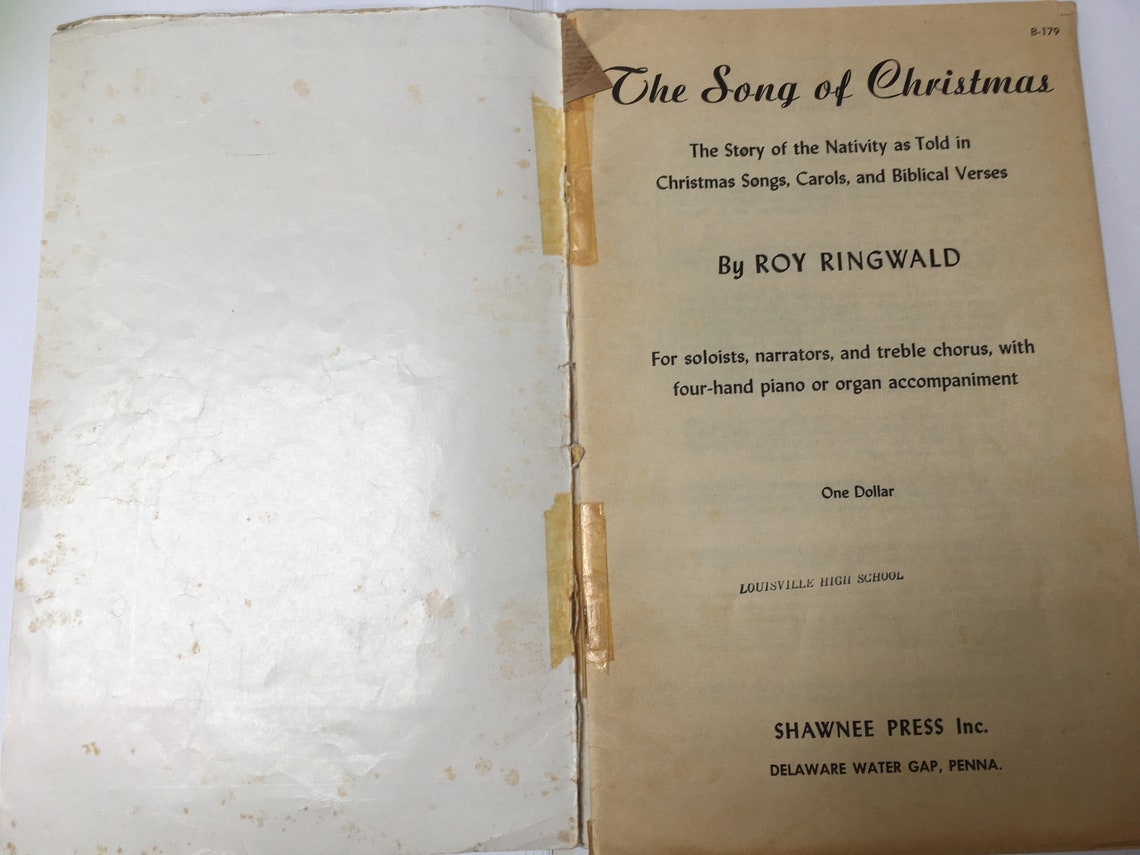 B-179
The Song of Christmas
The Story of the Nativity as Told in
Christmas Songs, Carols, and Biblical Verses
By ROY RINGWALD
For soloists, narrators, and treble chorus, with
four-hand piano or organ accompaniment
One Dollar
LOUISVILLE HIGH SCHOOL
SHAWNEE PRESS Inc.
DELAWARE WATER GAP, PENNA.